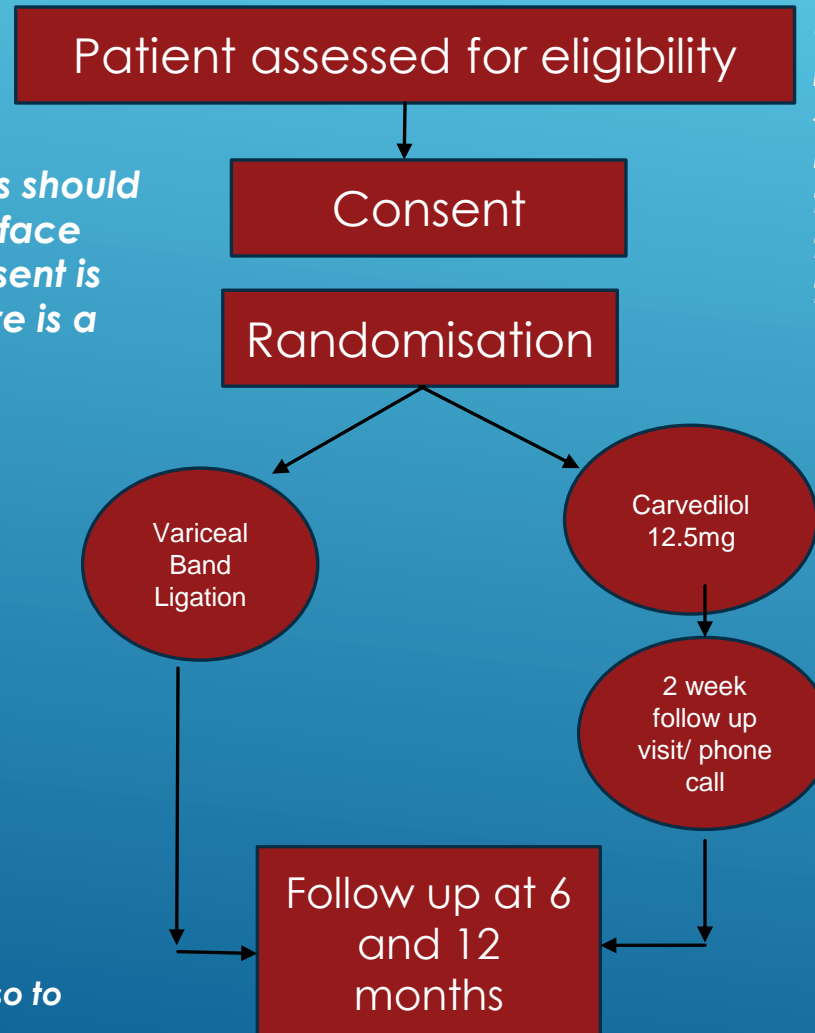 Patient assessed for eligibility
s should
face
sent is
re is a
Consent
Randomisation
Variceal
Band
Ligation
Carvedilol
12.5mg
2 week
follow up
visit/ phone
call
Follow up at 6
and 12
months
so to